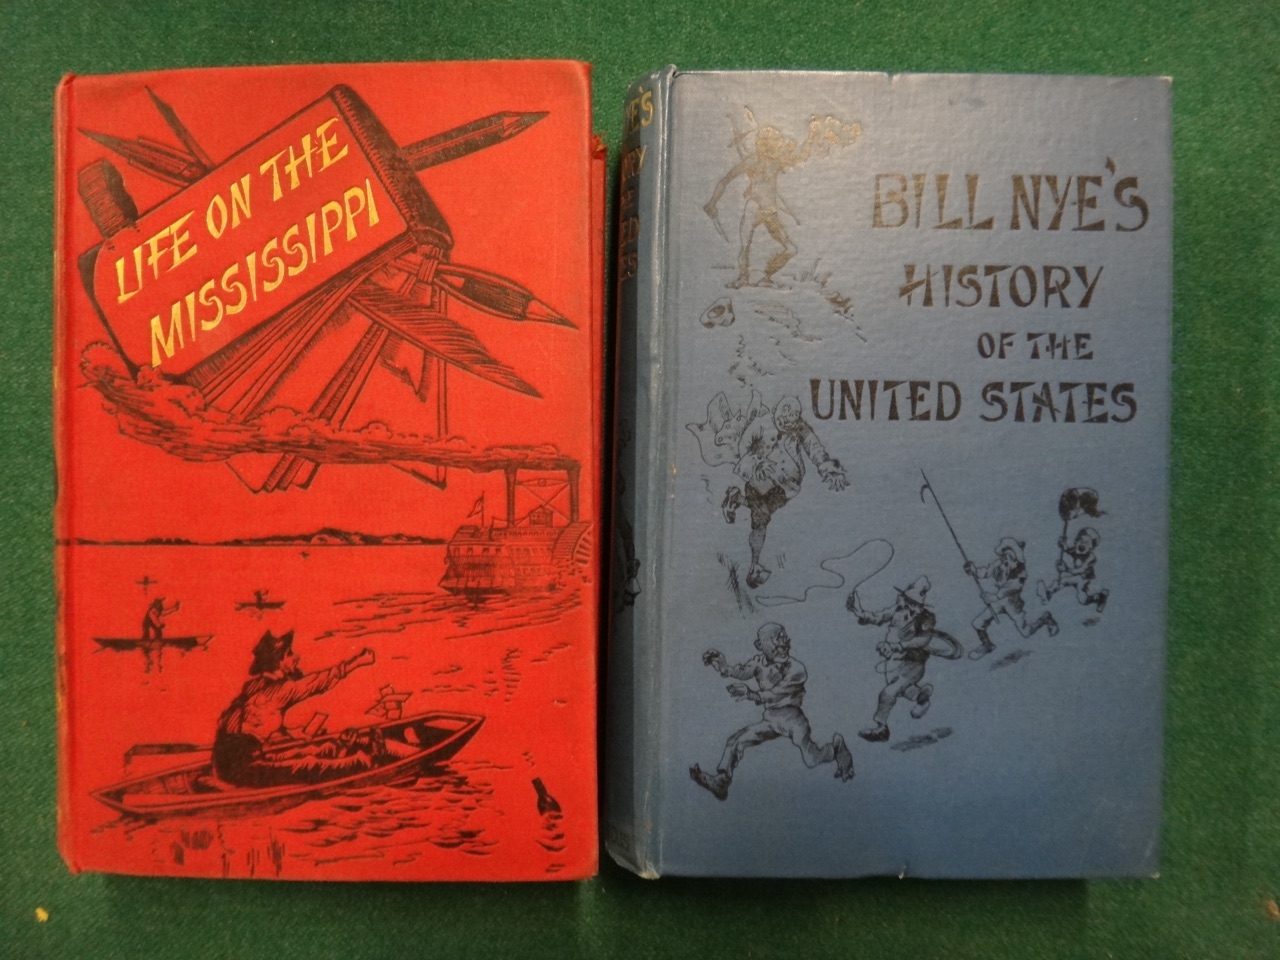 LIFE ON THE
MISSISSIPPI
BILL NYE'S
HISTORY
OF THE
UNITED STATES